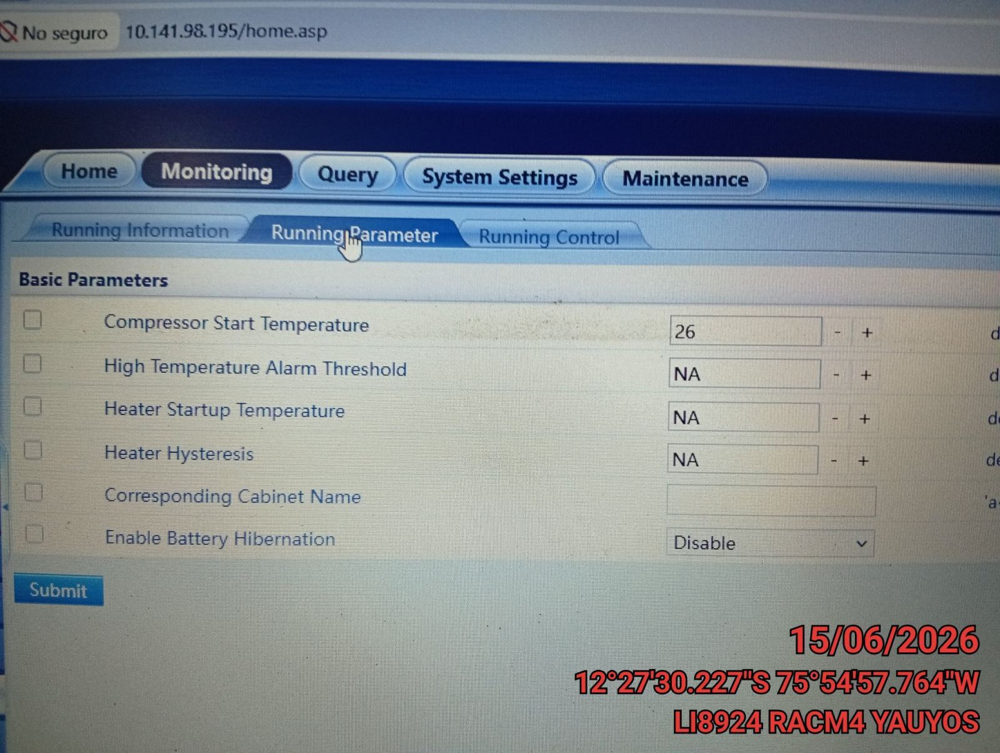 No seguro 10.141.98.195/home.asp
Home Monitoring Query System Settings Maintenance
Running Information Running Parameter Running Control
Basic Parameters
Compressor Start Temperature 26 - +
High Temperature Alarm Threshold NA - +
Heater Startup Temperature NA - +
Heater Hysteresis NA - +
Corresponding Cabinet Name
Enable Battery Hibernation Disable
Submit
15/06/2026
12°27'30.227"S 75°54'57.764"W
LI8924 RACM4 YAUYOS